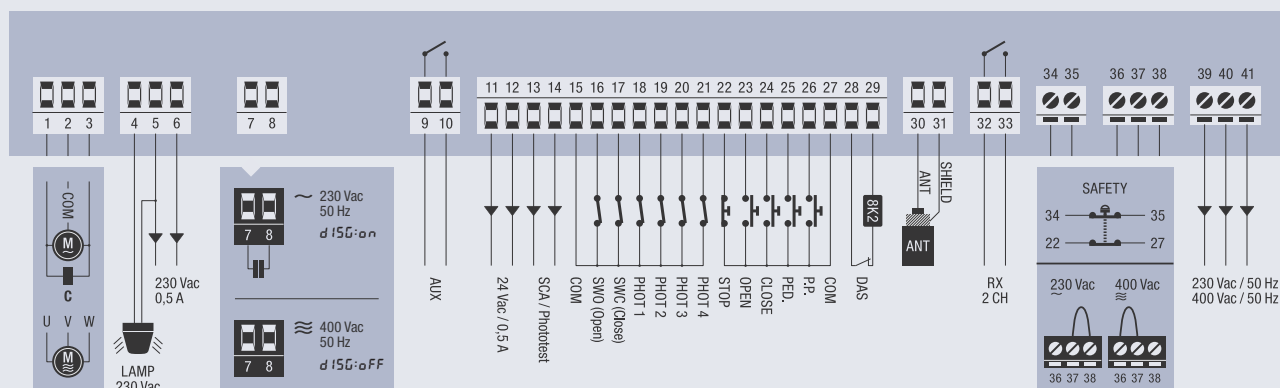 34 35
36 37 38
39 40 41
11 12 13 14 15 16 17 18 19 20 21 22 23 24 25 26 27 28 29
1 2 3
4 5 6
7 8
9 10
30 31
32 33
COM
M
~
C
U V W
M
≋
230 Vac
0,5 A
LAMP
230 Vac
7 8
~ 230 Vac
50 Hz
d15G:on
7 8
≋ 400 Vac
50 Hz
d15G:oFF
AUX
24 Vac / 0,5 A
SCA / Phototest
COM
SWO (Open)
SWC (Close)
PHOT 1
PHOT 2
PHOT 3
PHOT 4
STOP
OPEN
CLOSE
PED.
P.P.
COM
DAS
8K2
ANT
SHIELD
ANT
RX
2 CH
SAFETY
34 35
22 27
230 Vac
~
400 Vac
≋
36 37 38
36 37 38
230 Vac / 50 Hz
400 Vac / 50 Hz